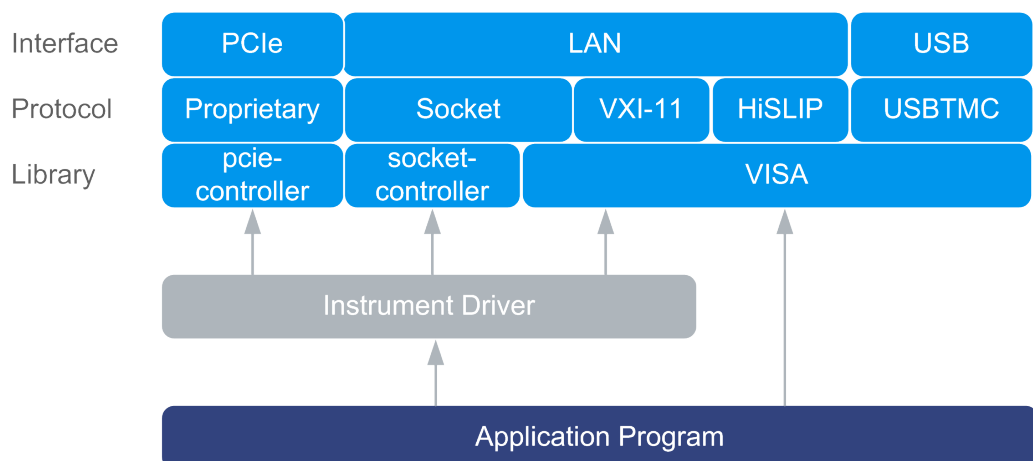 Interface PCIe LAN USB
Protocol Proprietary Socket VXI-11 HiSLIP USBTMC
Library pcie-
controller socket-
controller VISA
Instrument Driver
Application Program